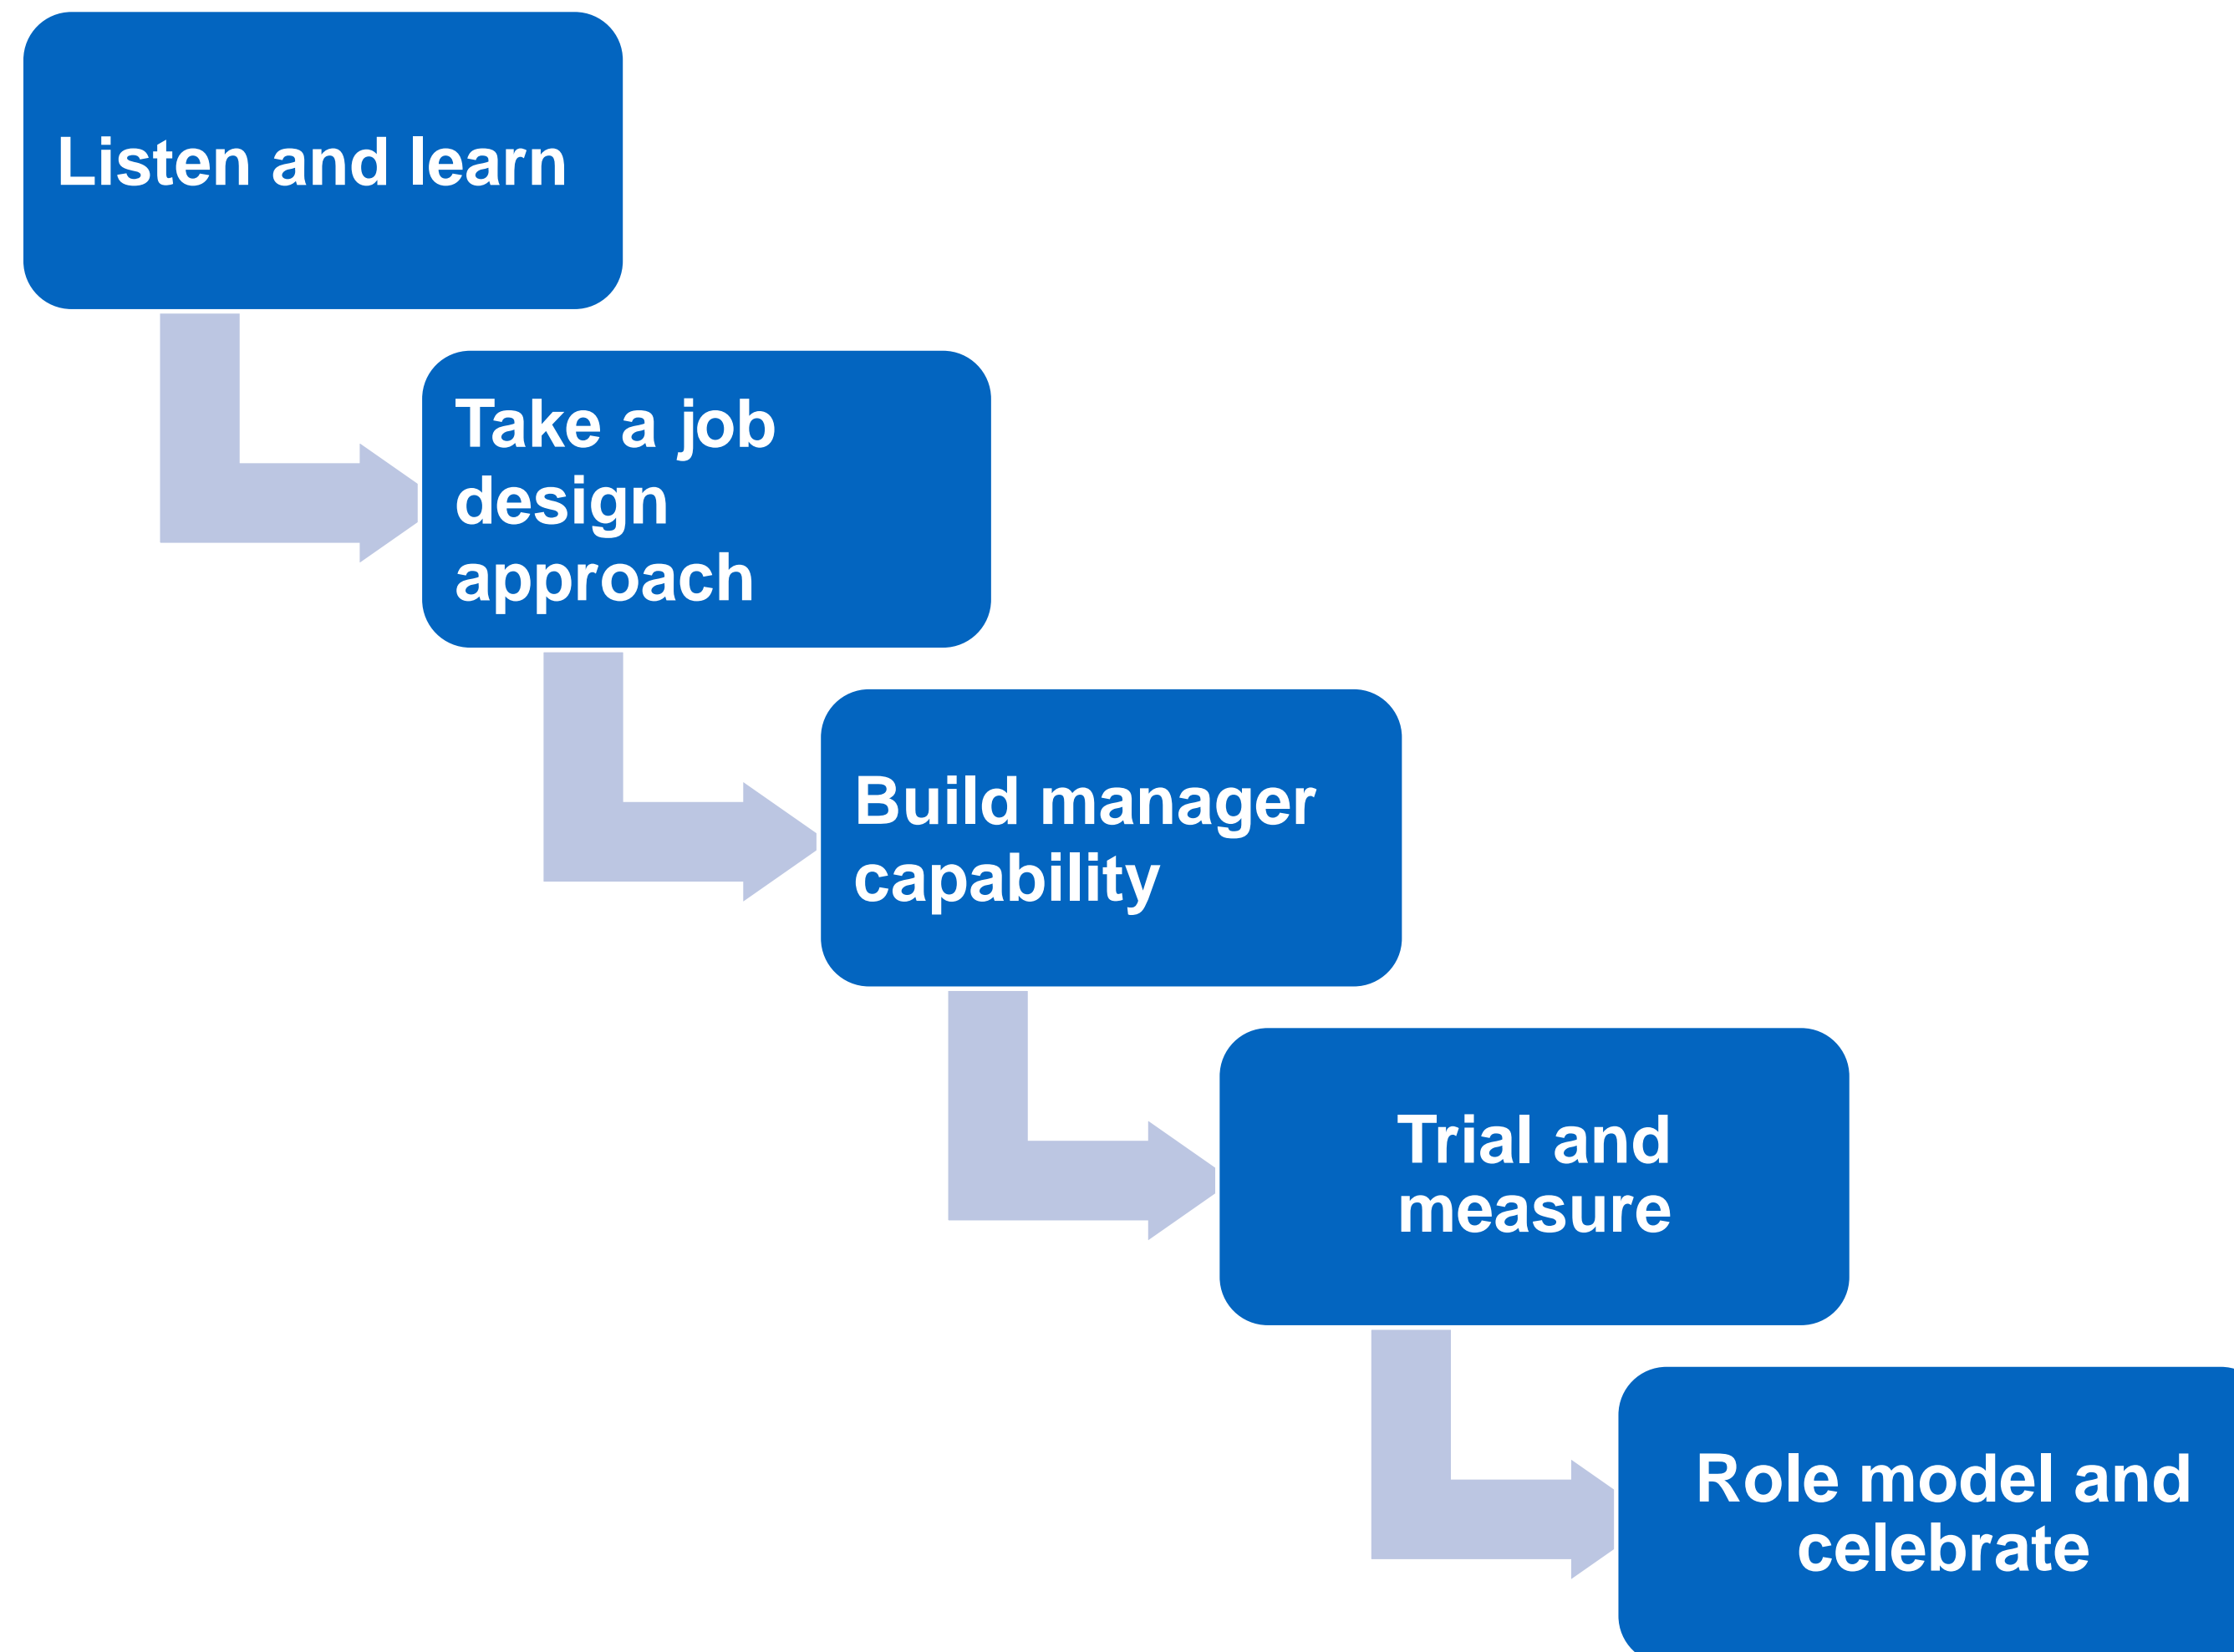 Listen and learn
Take a job
design
approach
Build manager
capability
Trial and
measure
Role model and
celebrate